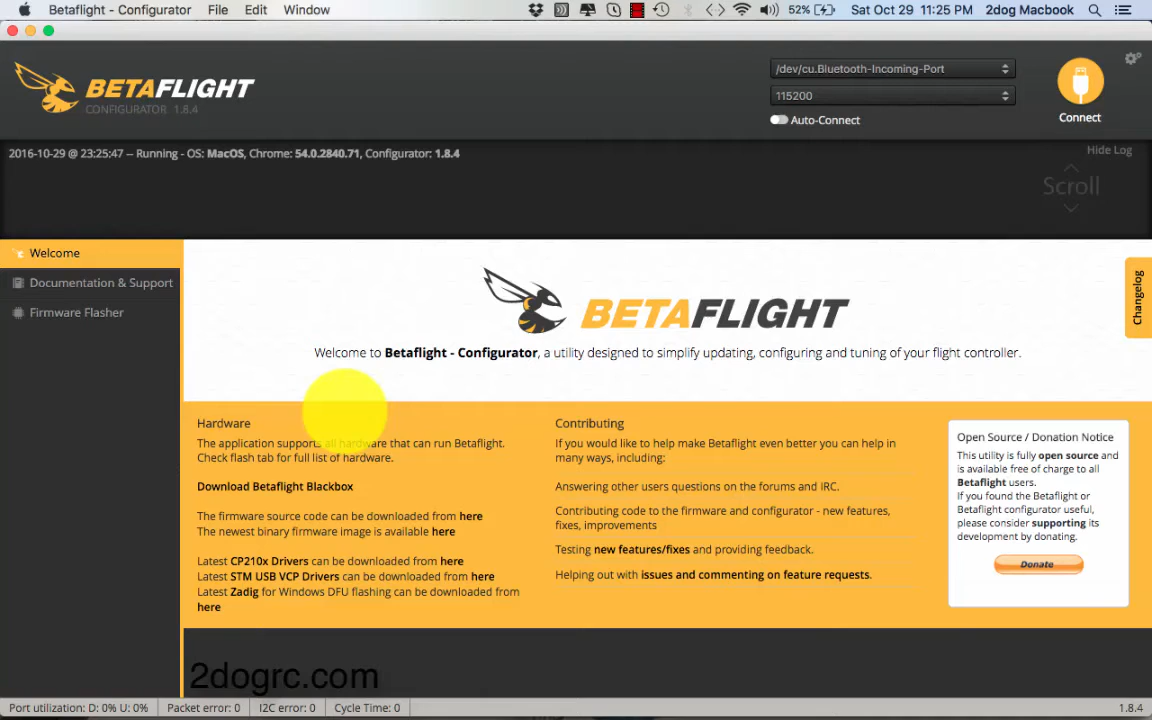 Betaflight - Configurator File Edit Window 52% Sat Oct 29 11:25 PM 2dog Macbook
BETAFLIGHT
CONFIGURATOR 1.8.4
/dev/cu.Bluetooth-Incoming-Port
115200
Auto-Connect
Connect
2016-10-29 @ 23:25:47 -- Running - OS: MacOS, Chrome: 54.0.2840.71, Configurator: 1.8.4
Hide Log
Scroll
Welcome
Documentation & Support
Firmware Flasher
BETAFLIGHT
Welcome to Betaflight - Configurator, a utility designed to simplify updating, configuring and tuning of your flight controller.
Changelog
Hardware
The application supports all hardware that can run Betaflight.
Check flash tab for full list of hardware.
Download Betaflight Blackbox
The firmware source code can be downloaded from here
The newest binary firmware image is available here
Latest CP210x Drivers can be downloaded from here
Latest STM USB VCP Drivers can be downloaded from here
Latest Zadig for Windows DFU flashing can be downloaded from
here
Contributing
If you would like to help make Betaflight even better you can help in
many ways, including:
Answering other users questions on the forums and IRC.
Contributing code to the firmware and configurator - new features,
fixes, improvements
Testing new features/fixes and providing feedback.
Helping out with issues and commenting on feature requests.
Open Source / Donation Notice
This utility is fully open source and
is available free of charge to all
Betaflight users.
If you found the Betaflight or
Betaflight configurator useful,
please consider supporting its
development by donating.
Donate
2dogrc.com
Port utilization: D: 0% U: 0% Packet error: 0 I2C error: 0 Cycle Time: 0 1.8.4